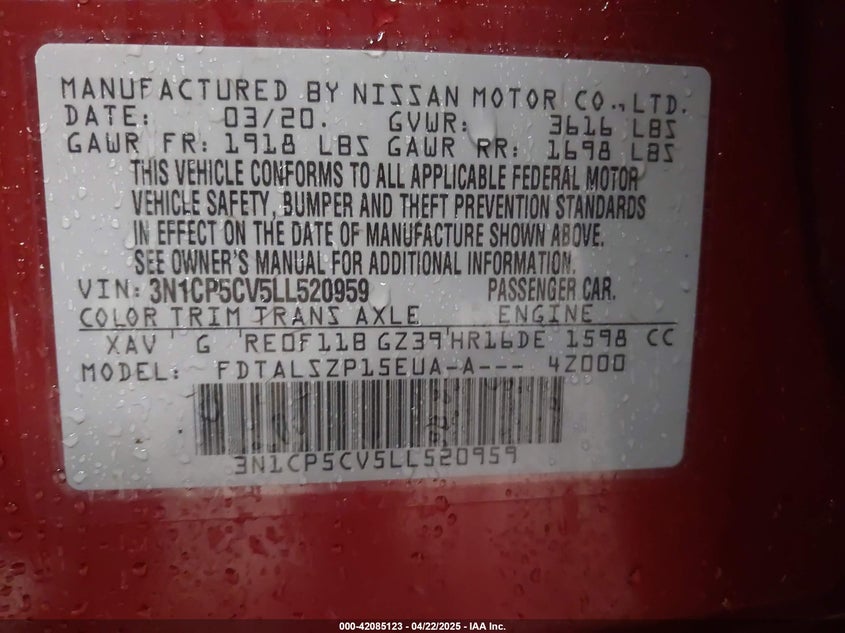 MANUFACTURED BY NISSAN MOTOR CO.,LTD.
DATE: 03/20. GVWR: 3616 LBS
GAWR FR: 1918 LBS GAWR RR: 1698 LBS
THIS VEHICLE CONFORMS TO ALL APPLICABLE FEDERAL MOTOR
VEHICLE SAFETY, BUMPER AND THEFT PREVENTION STANDARDS
IN EFFECT ON THE DATE OF MANUFACTURE SHOWN ABOVE.
SEE OWNER'S MANUAL FOR ADDITIONAL INFORMATION.
VIN: 3N1CP5CV5LL520959 PASSENGER CAR.
COLOR TRIM TRANS AXLE ENGINE
XAV G RE0F11B GZ39 HR16DE 1598 CC
MODEL: FDTALSZP15EUA-A--- 4Z000
3N1CP5CV5LL520959
000-42085123 - 04/22/2025 - IAA Inc.